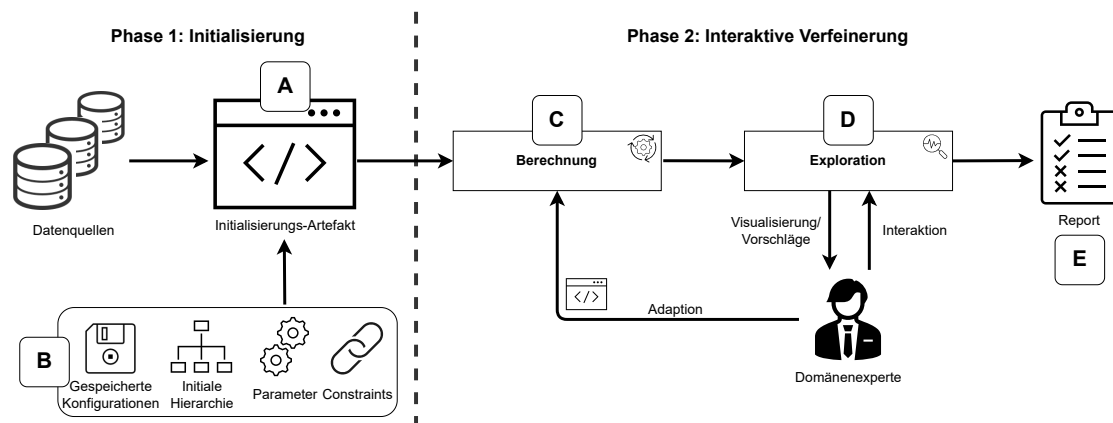 Phase 1: Initialisierung
Phase 2: Interaktive Verfeinerung
A
</>
Datenquellen
Initialisierungs-Artefakt
C
Berechnung
D
Exploration
Report
E
Visualisierung/
Vorschläge
Interaktion
</>
Adaption
Domänenexperte
B
Gespeicherte
Konfigurationen
Initiale
Hierarchie
Parameter
Constraints